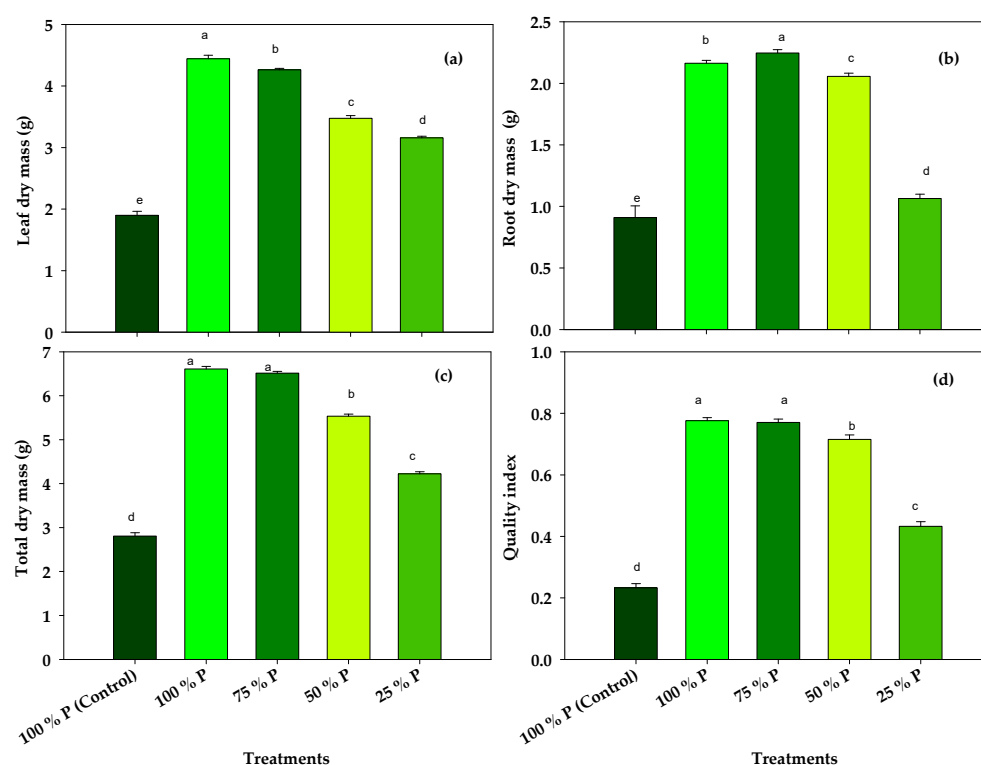 5
4
3
2
1
0
Leaf dry mass (g)
(a)
e
a
b
c
d
2.5
2.0
1.5
1.0
0.5
0.0
Root dry mass (g)
(b)
e
b
a
c
d
7
6
5
4
3
2
1
0
Total dry mass (g)
(c)
d
a
a
b
c
100 % P (Control)
100 % P
75 % P
50 % P
25 % P
Treatments
1.0
0.8
0.6
0.4
0.2
0.0
Quality index
(d)
d
a
a
b
c
100 % P (Control)
100 % P
75 % P
50 % P
25 % P
Treatments